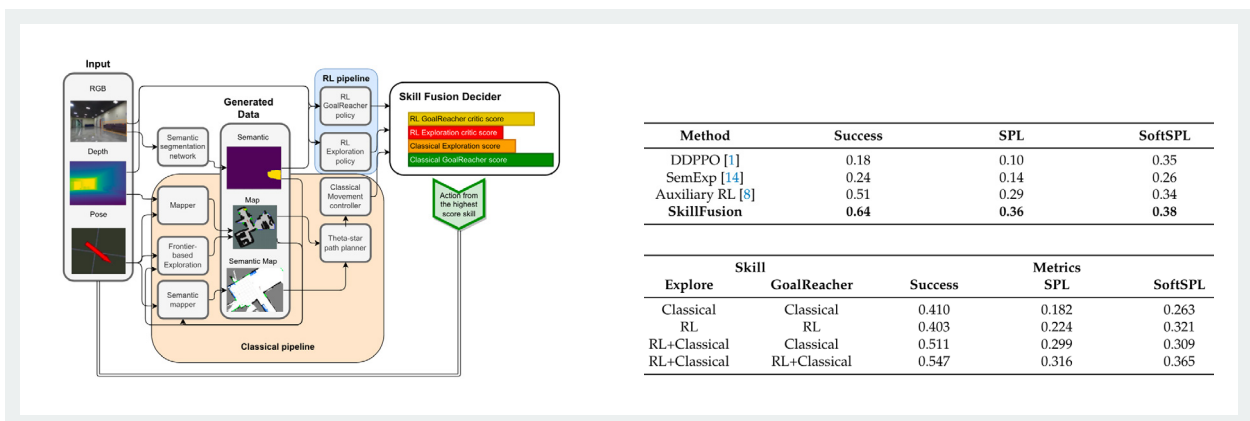 Input
RGB
Depth
Pose
Semantic
segmentation
network
Mapper
Frontier-
based
Exploration
Semantic
mapper
Generated
Data
Semantic
Map
Semantic Map
Classical pipeline
RL pipeline
RL
GoalReacher
policy
RL
Exploration
policy
Classical
Movement
controller
Theta-star
path planner
Skill Fusion Decider
RL GoalReacher critic score
RL Exploration critic score
Classical Exploration score
Classical GoalReacher score
Action from
the highest
score skill
Method Success SPL SoftSPL
DDPPO [1] 0.18 0.10 0.35
SemExp [14] 0.24 0.14 0.26
Auxiliary RL [8] 0.51 0.29 0.34
SkillFusion 0.64 0.36 0.38
Skill Metrics
Explore GoalReacher Success SPL SoftSPL
Classical Classical 0.410 0.182 0.263
RL RL 0.403 0.224 0.321
RL+Classical Classical 0.511 0.299 0.309
RL+Classical RL+Classical 0.547 0.316 0.365